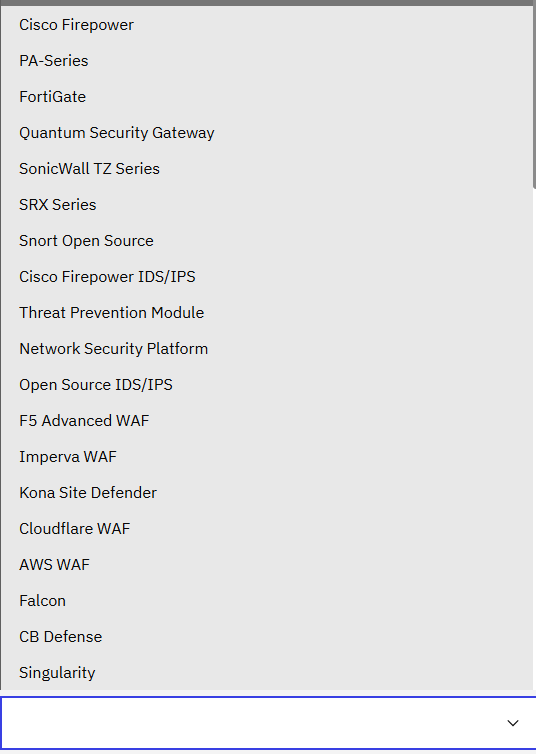 Cisco Firepower
PA-Series
FortiGate
Quantum Security Gateway
SonicWall TZ Series
SRX Series
Snort Open Source
Cisco Firepower IDS/IPS
Threat Prevention Module
Network Security Platform
Open Source IDS/IPS
F5 Advanced WAF
Imperva WAF
Kona Site Defender
Cloudflare WAF
AWS WAF
Falcon
CB Defense
Singularity